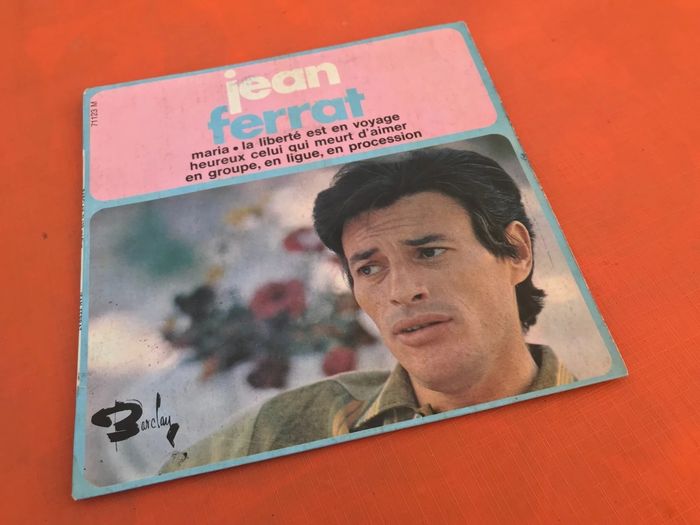 71123 M
jean
ferrat
maria • la liberté est en voyage
heureux celui qui meurt d'aimer
en groupe, en ligue, en procession
Barclay